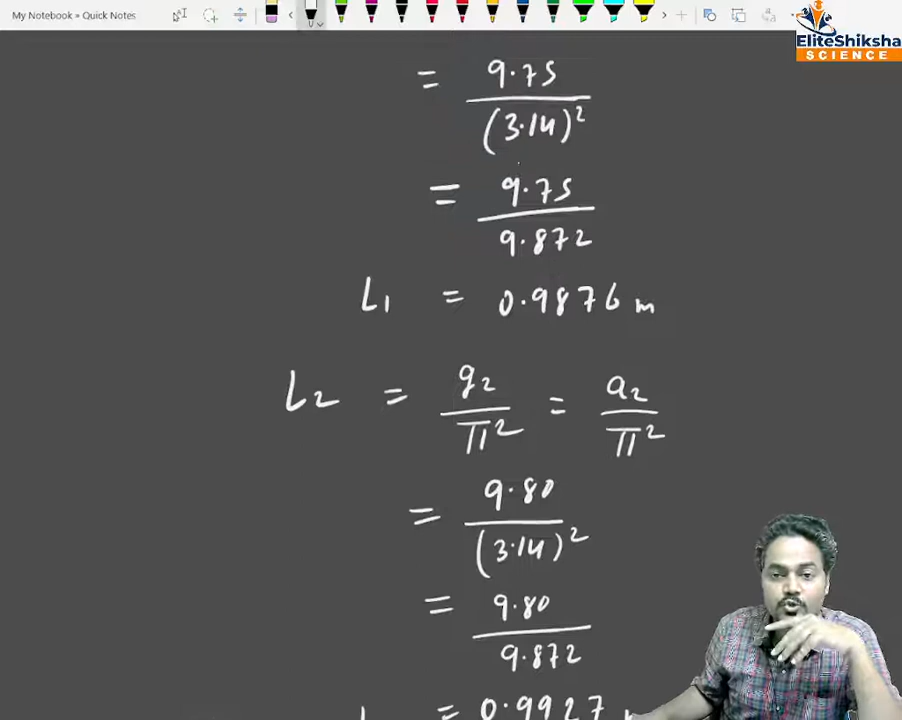 My Notebook » Quick Notes
EliteShiksha
SCIENCE
= 9.75 / (3.14)²
= 9.75 / 9.872
L₁ = 0.9876 m
L₂ = g₂ / π² = a₂ / π²
= 9.80 / (3.14)²
= 9.80 / 9.872
= 0.9927